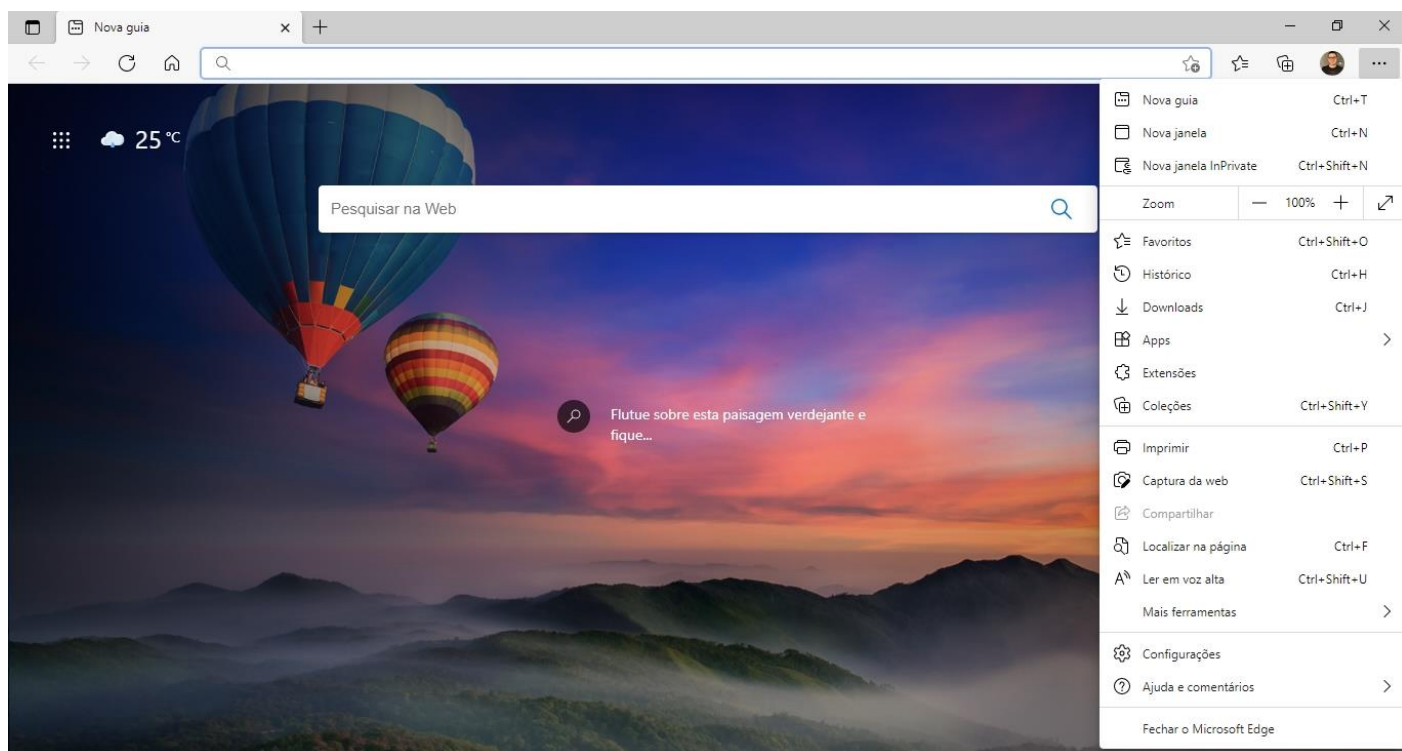 Nova guia
25 °C
Pesquisar na Web
Flutue sobre esta paisagem verdejante e
fique...
Nova guia Ctrl+T
Nova janela Ctrl+N
Nova janela InPrivate Ctrl+Shift+N
Zoom 100%
Favoritos Ctrl+Shift+O
Histórico Ctrl+H
Downloads Ctrl+J
Apps
Extensões
Coleções Ctrl+Shift+Y
Imprimir Ctrl+P
Captura da web Ctrl+Shift+S
Compartilhar
Localizar na página Ctrl+F
Ler em voz alta Ctrl+Shift+U
Mais ferramentas
Configurações
Ajuda e comentários
Fechar o Microsoft Edge